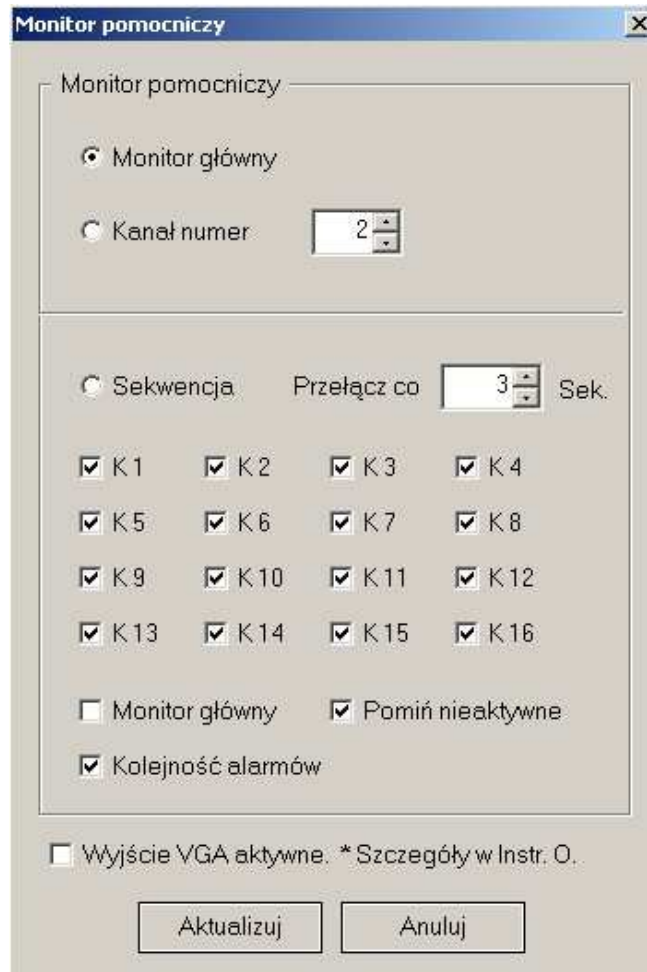 Monitor pomocniczy
Monitor pomocniczy
Monitor główny
Kanał numer 2
Sekwencja Przełącz co 3 Sek.
K 1 K 2 K 3 K 4
K 5 K 6 K 7 K 8
K 9 K 10 K 11 K 12
K 13 K 14 K 15 K 16
Monitor główny Pomiń nieaktywne
Kolejność alarmów
Wyjście VGA aktywne. * Szczegóły w Instr. O.
Aktualizuj Anuluj